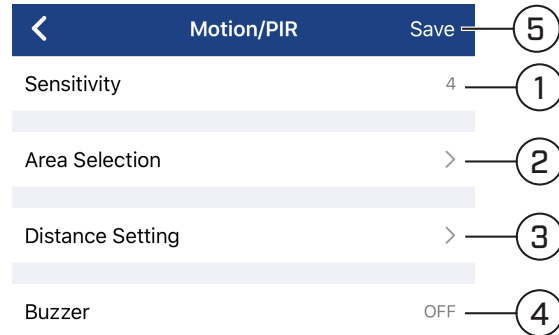 Motion/PIR Save 5
Sensitivity 4 1
Area Selection 2
Distance Setting 3
Buzzer OFF 4